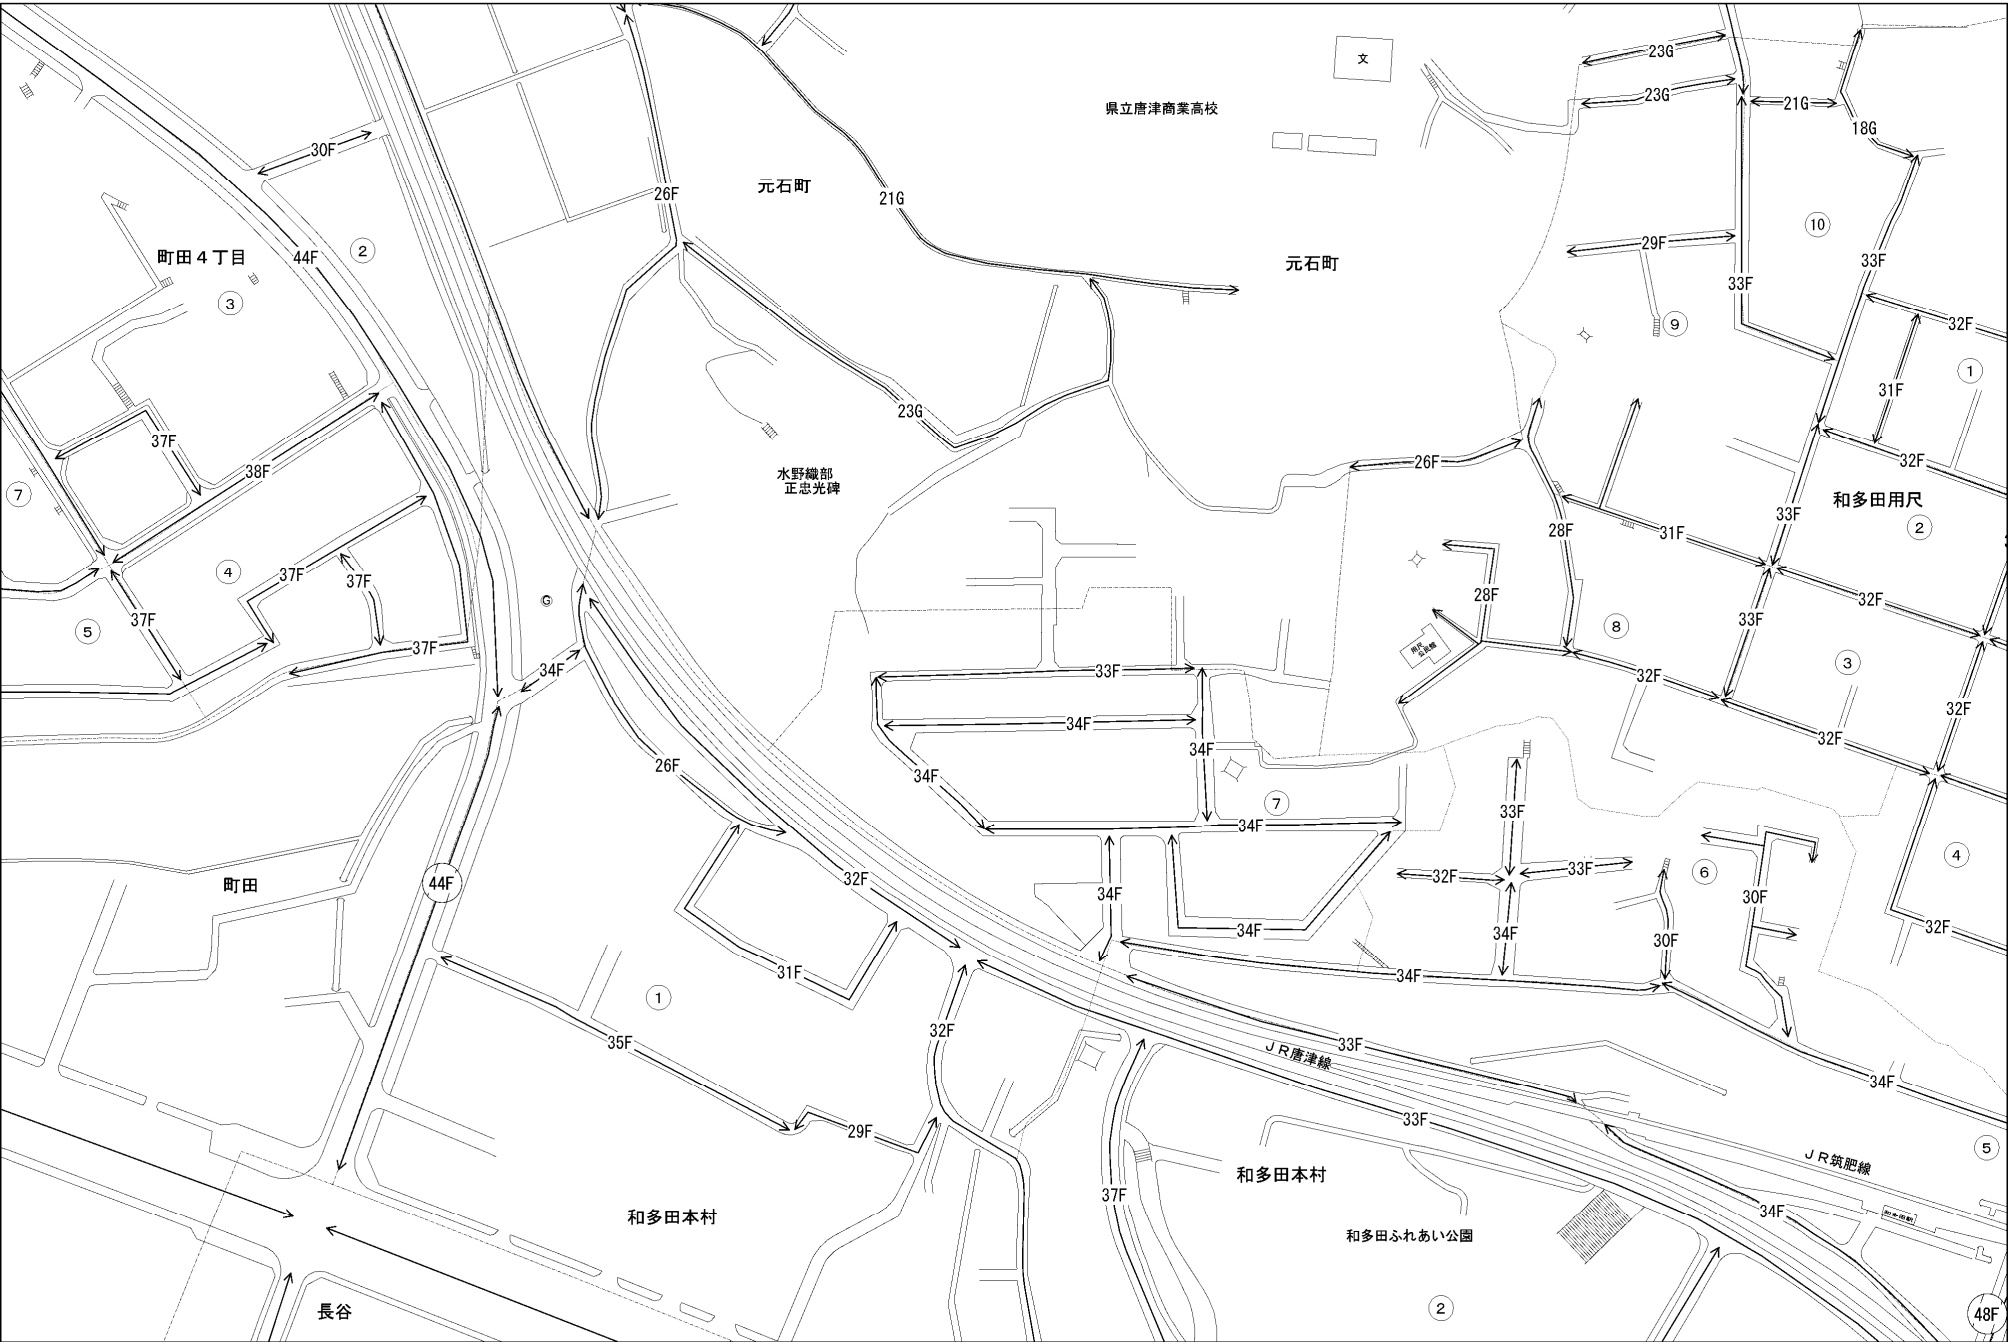 23G
文
23G
県立唐津商業高校
21G
18G
30F
元石町
26F
21G
10
②
44F
町田4丁目
29F
33F
元石町
33F
③
⑨
32F
①
31F
23G
37F
38F
26F
32F
水野織部
正忠光碑
⑦
和多田用尺
33F
②
28F
31F
④
37F
37F
G
28F
32F
37F
33F
⑤
⑧
用尺
公民館
37F
34F
33F
32F
③
34F
32F
34F
32F
26F
34F
⑦
33F
34F
④
32F
33F
⑥
44F
町田
32F
34F
30F
32F
34F
34F
30F
31F
34F
①
32F
35F
33F
JR唐津線
34F
33F
29F
⑤
JR筑肥線
和多田本村
37F
34F
和多田本村
和多田ふれあい公園
長谷
②
48F